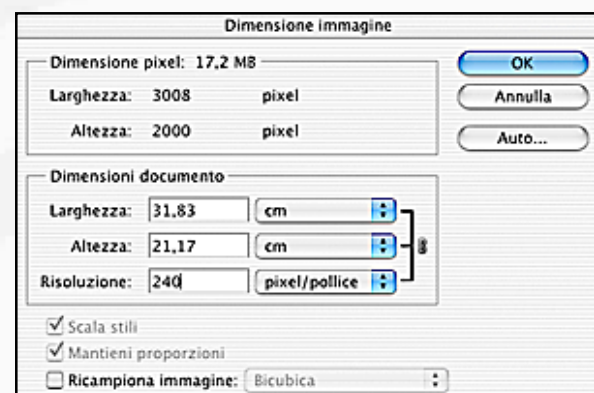 Dimensione immagine
Dimensione pixel: 17,2 MB
Larghezza: 3008 pixel
Altezza: 2000 pixel
OK
Annulla
Auto...
Dimensioni documento
Larghezza: 31,83 cm
Altezza: 21,17 cm
Risoluzione: 240 pixel/pollice
Scala stili
Mantieni proporzioni
Ricampiona immagine: Bicubica